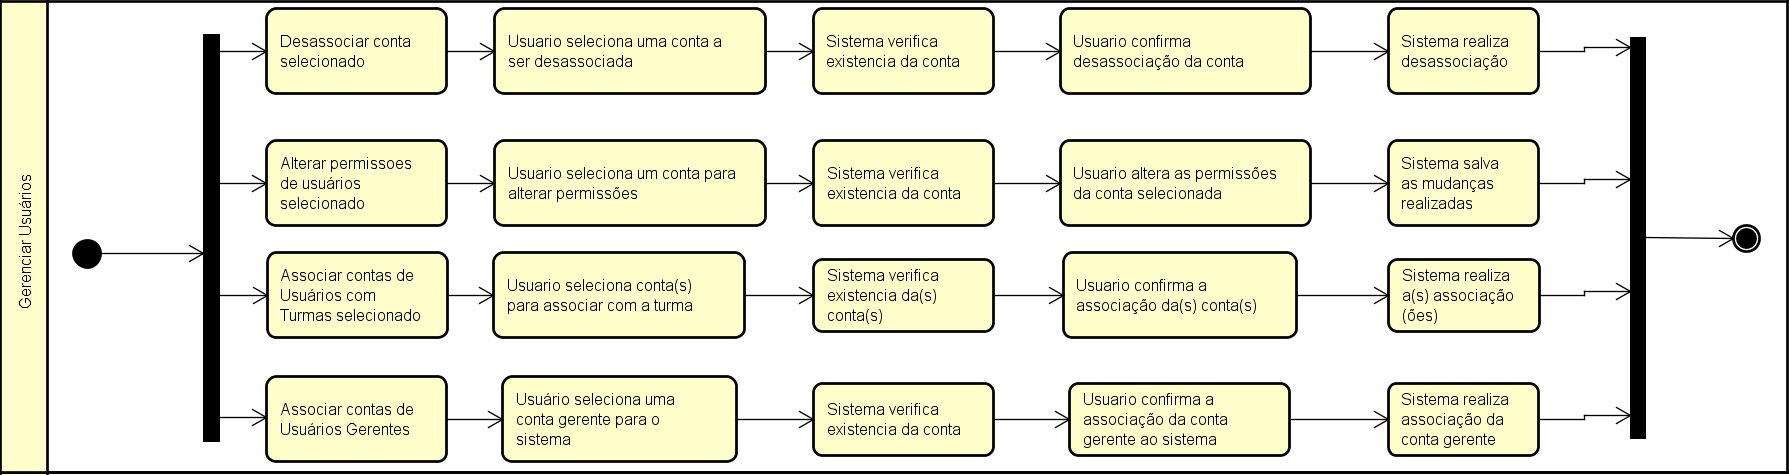 Gerenciar Usuários
Desassociar conta
selecionado
Usuario seleciona uma conta a
ser desassociada
Sistema verifica
existencia da conta
Usuario confirma
desassociação da conta
Sistema realiza
desassociação
Alterar permissoes
de usuários
selecionado
Usuario seleciona um conta para
alterar permissões
Sistema verifica
existencia da conta
Usuario altera as permissões
da conta selecionada
Sistema salva
as mudanças
realizadas
Associar contas de
Usuários com
Turmas selecionado
Usuario seleciona conta(s)
para associar com a turma
Sistema verifica
existencia da(s)
conta(s)
Usuario confirma a
associação da(s) conta(s)
Sistema realiza
a(s) associação
(ões)
Associar contas de
Usuários Gerentes
Usuário seleciona uma
conta gerente para o
sistema
Sistema verifica
existencia da conta
Usuario confirma a
associação da conta
gerente ao sistema
Sistema realiza
associação da
conta gerente